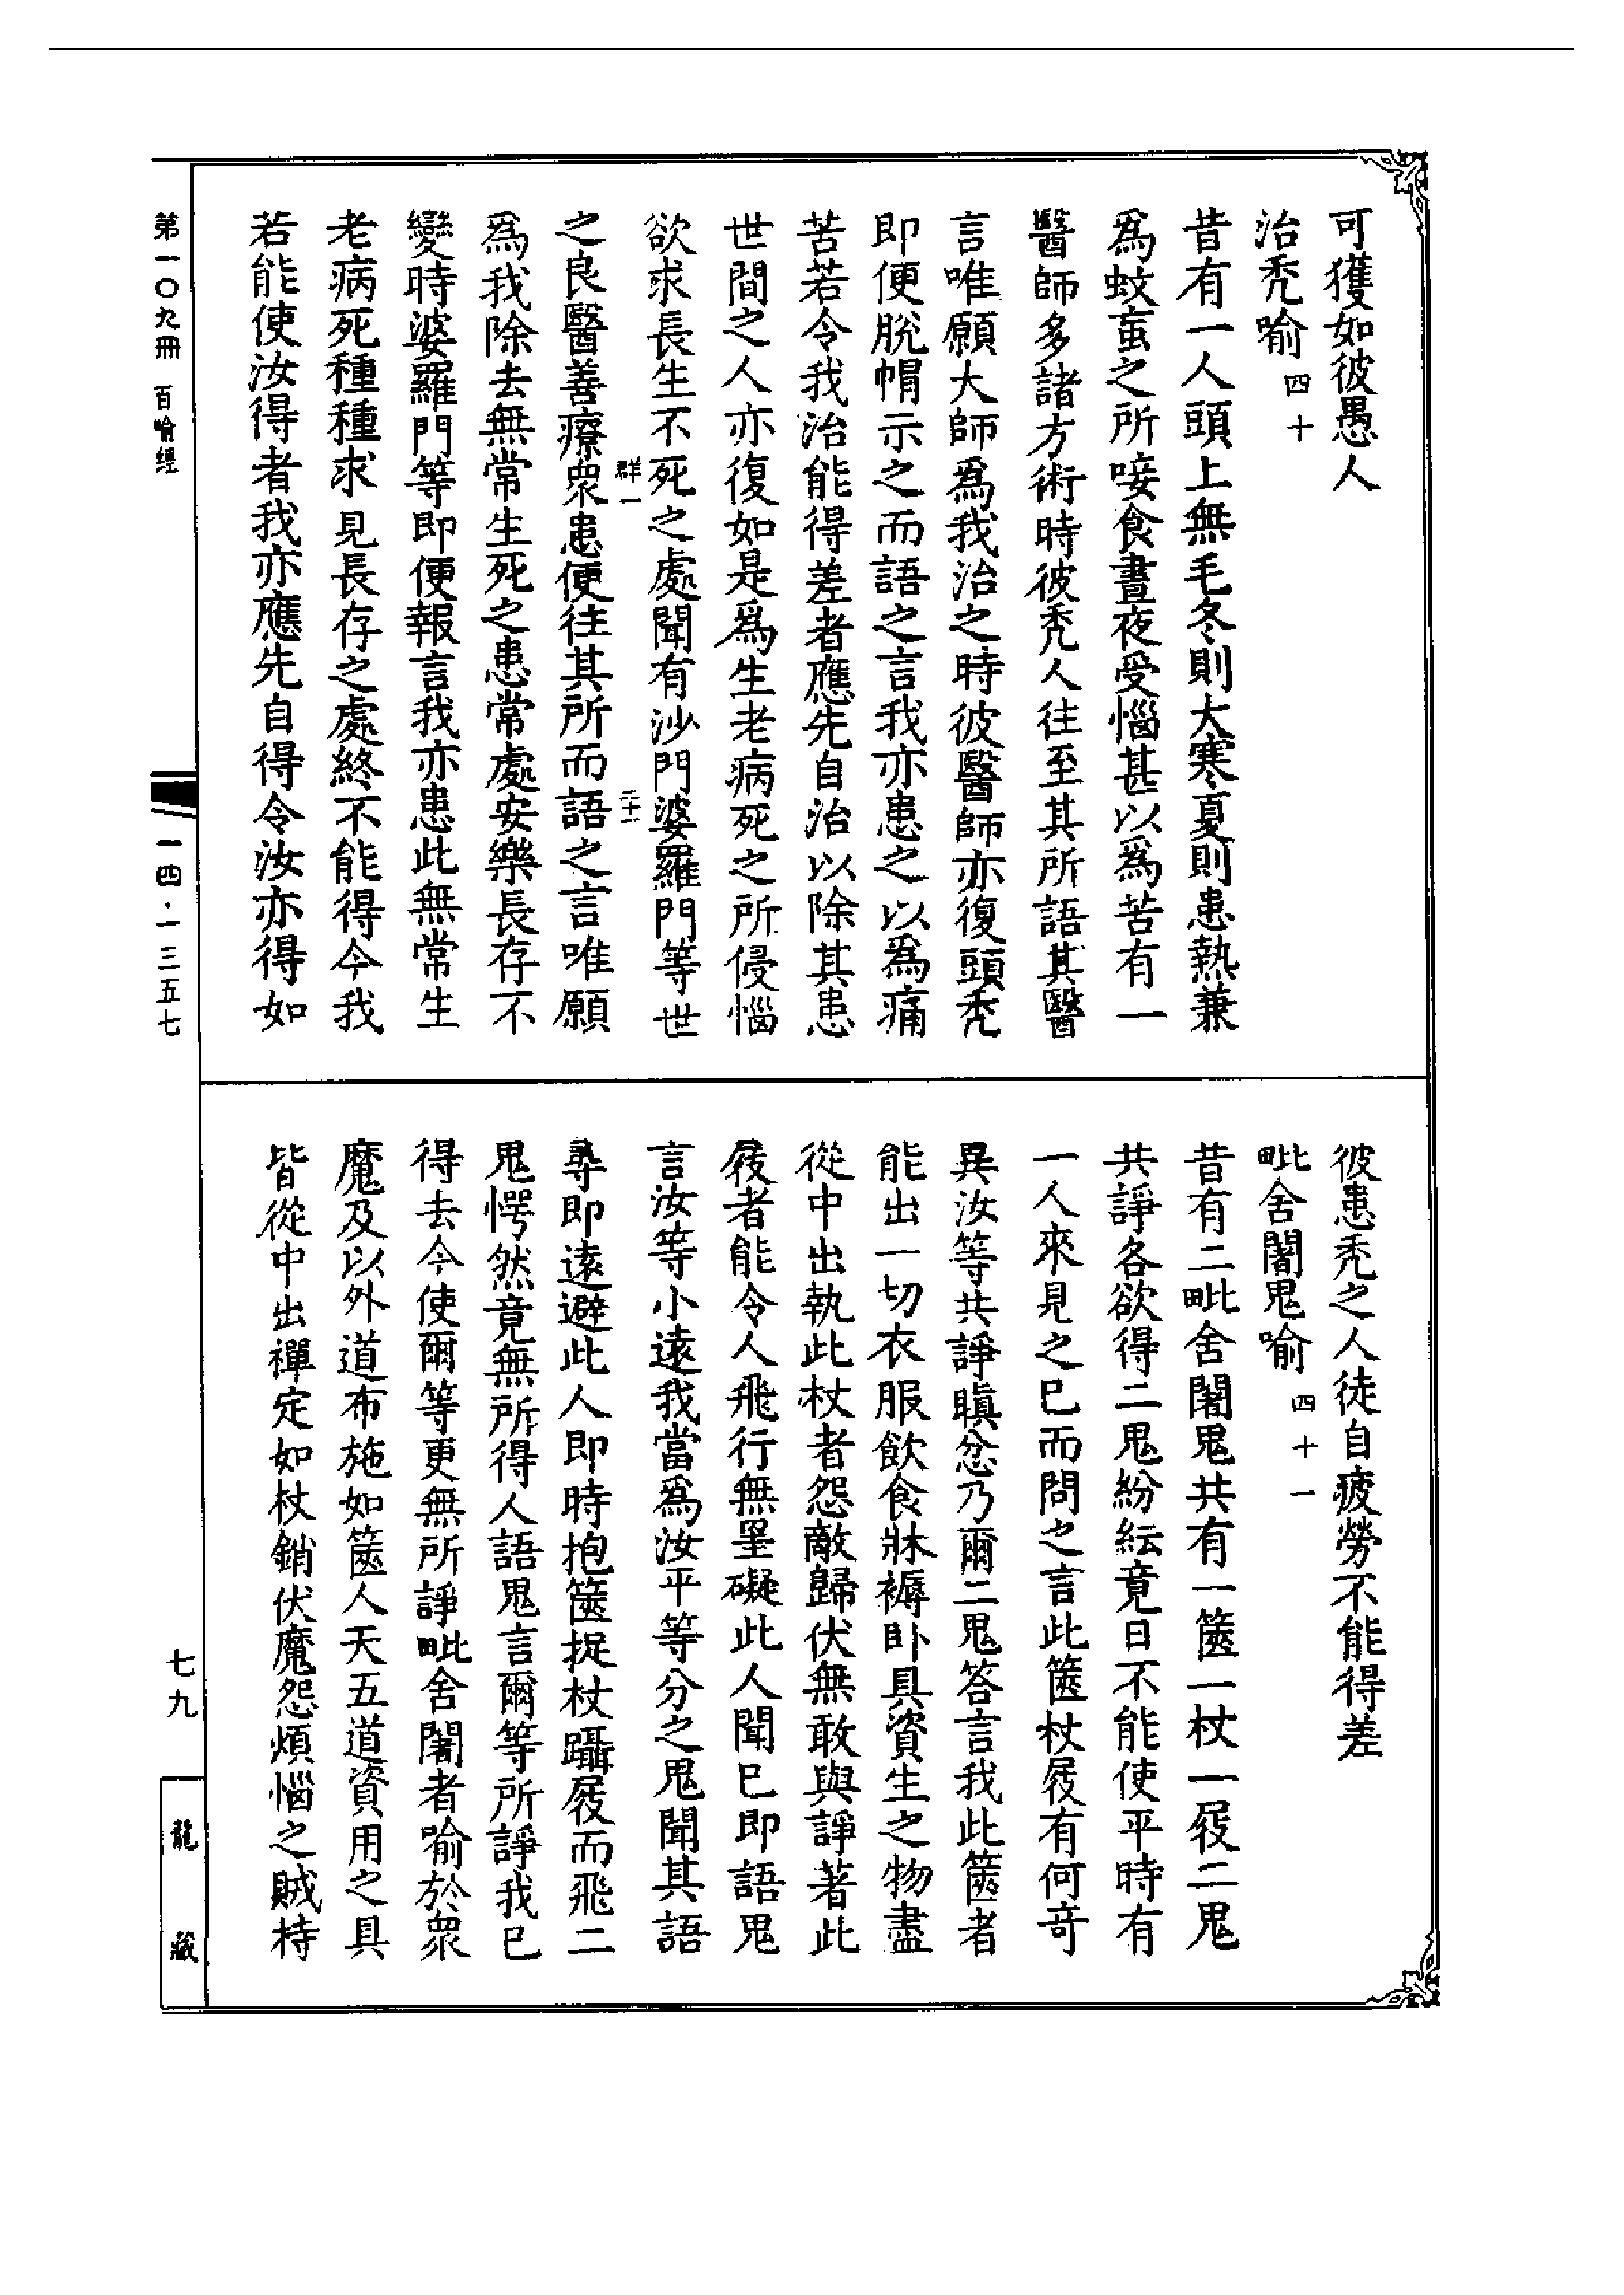 可獲如彼愚人
治禿喻四十
昔有一人頭上無毛冬則大寒夏則患熱兼
爲蚊䖟之所唼食晝夜受惱甚以爲苦有一
醫師多諸方術時彼禿人往至其所語其醫
言唯願大師爲我治之時彼醫師亦復頭禿
即便脫帽示之而語之言我亦患之以爲痛
苦若令我治能得差者應先自治以除其患
世間之人亦復如是爲生老病死之所侵惱
欲求長生不死之處聞有沙門婆羅門等世
群一
二十一
之良醫善療衆患便往其所而語之言唯願
爲我除去無常生死之患常處安樂長存不
變時婆羅門等即便報言我亦患此無常生
老病死種種求見長存之處終不能得今我
若能使汝得者我亦應先自得令汝亦得如
彼患禿之人徒自疲勞不能得差
毗舍闍鬼喻四十一
昔有二毗舍闍鬼共有一篋一杖一屐二鬼
共諍各欲得二鬼紛紜竟日不能使平時有
一人來見之已而問之言此篋杖屐有何奇
異汝等共諍瞋忿乃爾二鬼答言我此篋者
能出一切衣服飲食牀褥卧具資生之物盡
從中出執此杖者怨敵歸伏無敢與諍著此
屐者能令人飛行無罣礙此人聞已即語鬼
言汝等小遠我當爲汝平等分之鬼聞其語
尋即遠避此人即時抱篋捉杖躡屐而飛二
鬼愕然竟無所得人語鬼言爾等所諍我已
得去今使爾等更無所諍毗舍闍者喻於衆
魔及以外道布施如篋人天五道資用之具
皆從中出禪定如杖銷伏魔怨煩惱之賊持
第一〇九冊 百喻經
一四·一三五七
七九
龍藏